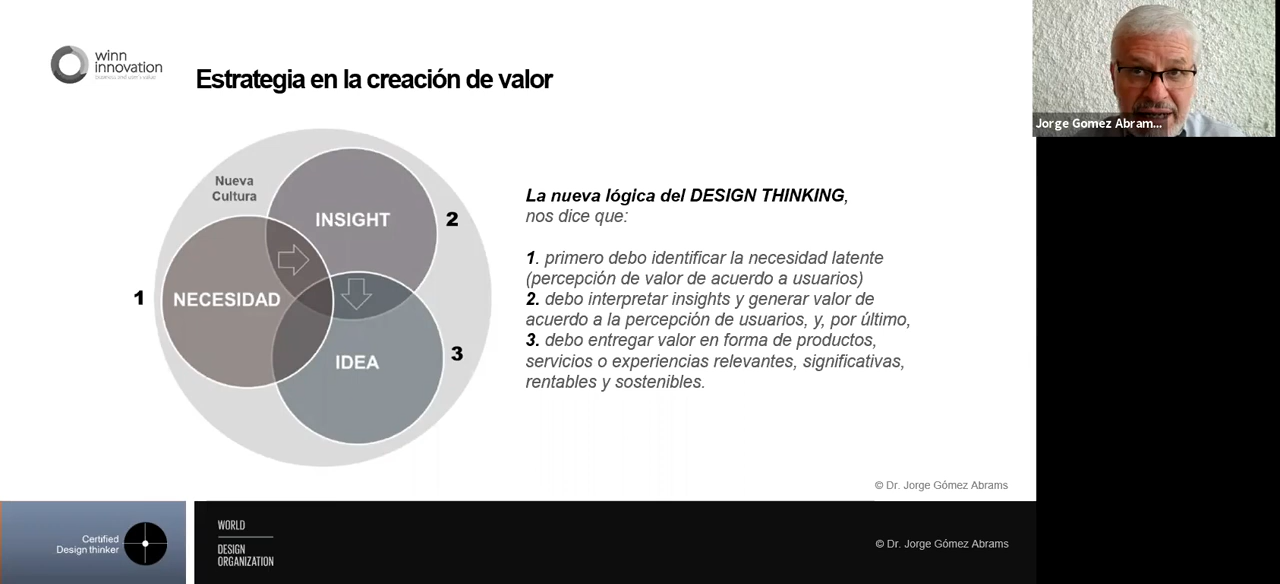 winn
innovation
Estrategia en la creación de valor
Jorge Gomez Abram...
Nueva
Cultura
INSIGHT
2
NECESIDAD
1
IDEA
3
La nueva lógica del DESIGN THINKING,
nos dice que:
1. primero debo identificar la necesidad latente
(percepción de valor de acuerdo a usuarios)
2. debo interpretar insights y generar valor de
acuerdo a la percepción de usuarios, y, por último,
3. debo entregar valor en forma de productos,
servicios o experiencias relevantes, significativas,
rentables y sostenibles.
© Dr. Jorge Gómez Abrams
Certified
Design thinker
WORLD
DESIGN
ORGANIZATION
© Dr. Jorge Gómez Abrams